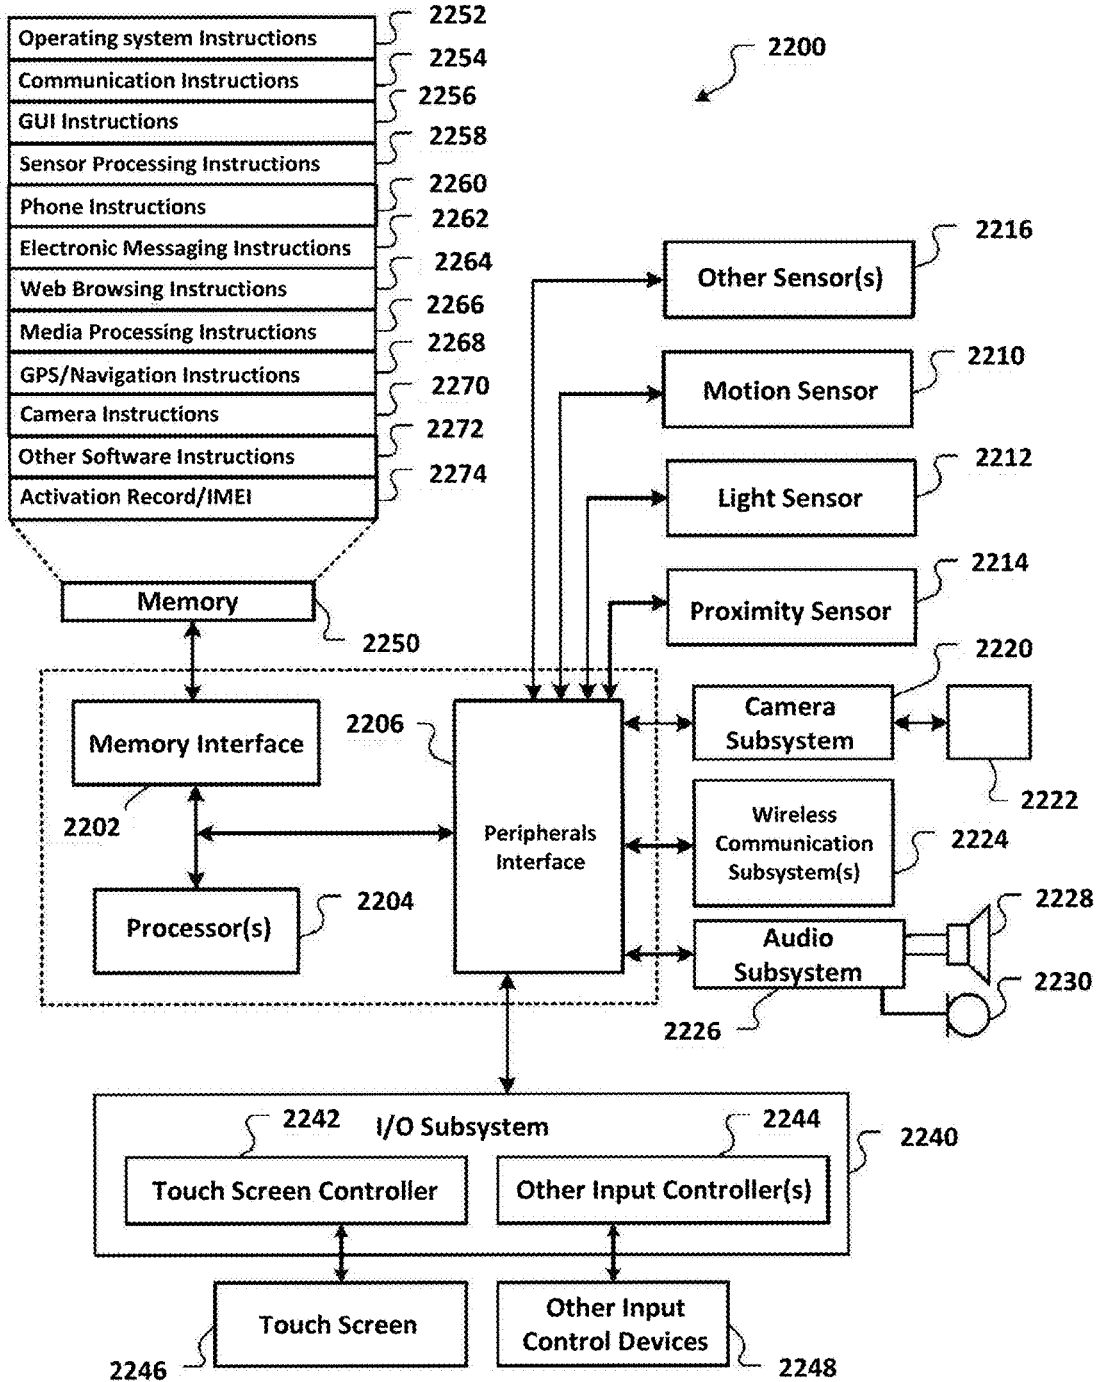 2252
Operating system Instructions
2254
Communication Instructions
2256
GUI Instructions
2258
Sensor Processing Instructions
2260
Phone Instructions
2262
Electronic Messaging Instructions
2264
Web Browsing Instructions
2266
Media Processing Instructions
2268
GPS/Navigation Instructions
2270
Camera Instructions
2272
Other Software Instructions
2274
Activation Record/IMEI
2200
Memory
2250
2216
Other Sensor(s)
2210
Motion Sensor
2212
Light Sensor
2214
Proximity Sensor
2220
Camera
Subsystem
2222
2206
Memory Interface
2202
Peripherals
Interface
Wireless
Communication
Subsystem(s)
2224
2204
Processor(s)
2228
Audio
Subsystem
2230
2226
2242
I/O Subsystem
2244
2240
Touch Screen Controller
Other Input Controller(s)
Touch Screen
Other Input
Control Devices
2246
2248